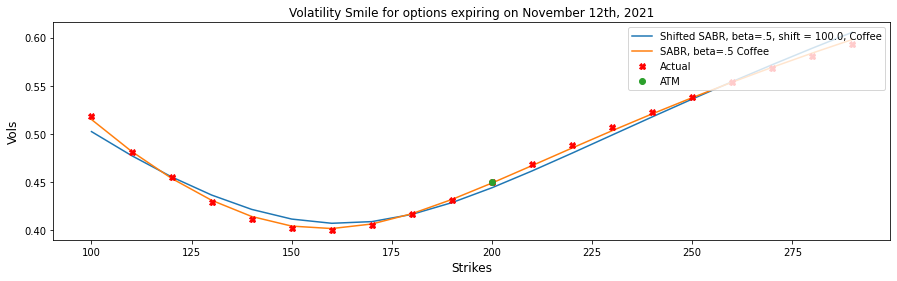 Volatility Smile for options expiring on November 12th, 2021
Shifted SABR, beta=.5, shift = 100.0, Coffee
SABR, beta=.5 Coffee
Actual
ATM
Vols
0.60
0.55
0.50
0.45
0.40
100
125
150
175
200
225
250
275
Strikes